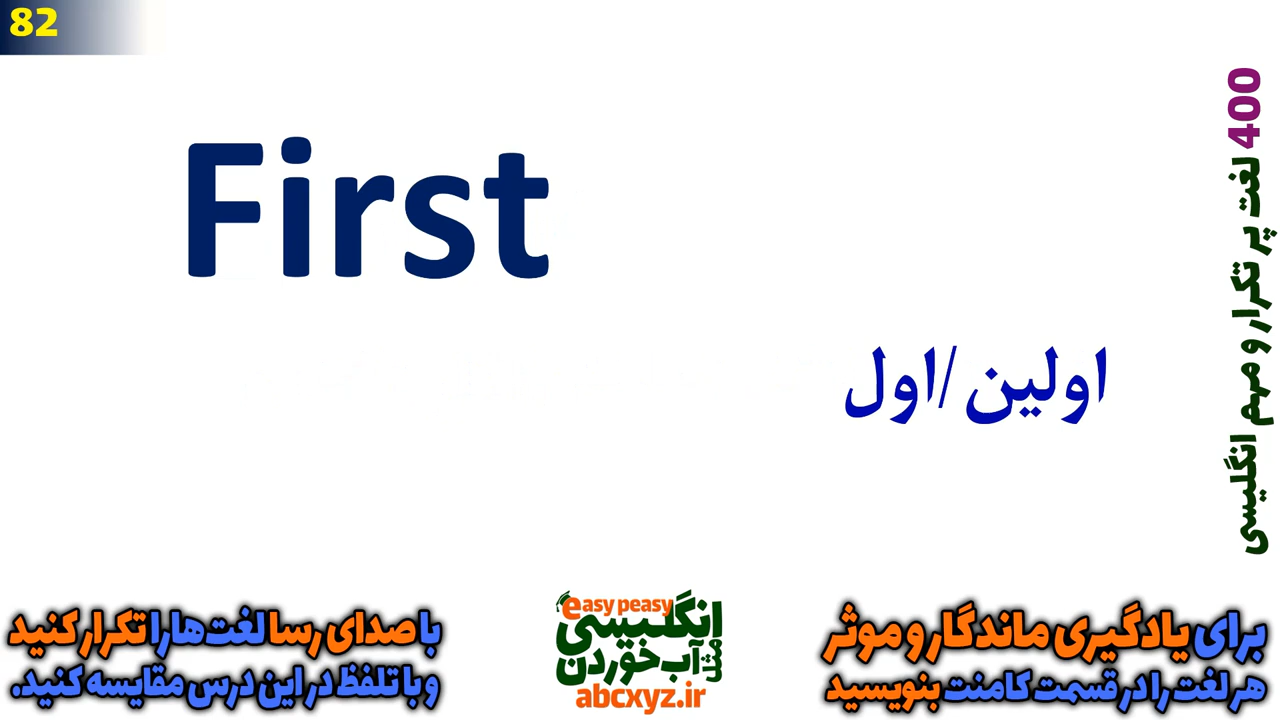 82
First
اولین /اول
400 لغت پر تکرار و مهم انگلیسی
با صدای رسا لغت‌ها را تکرار کنید
و با تلفظ در این درس مقایسه کنید.
easy peasy
انگلیسی
مثل آب خوردن
abcxyz.ir
برای یادگیری ماندگار و موثر
هر لغت را در قسمت کامنت بنویسید